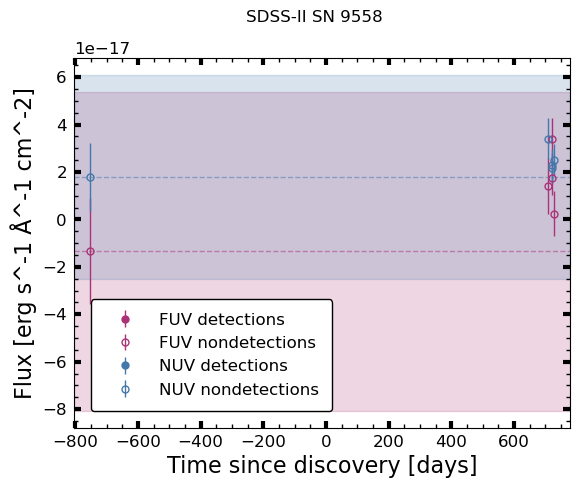 SDSS-II SN 9558
1e−17
Flux [erg s^-1 Å^-1 cm^-2]
6
4
2
0
−2
−4
−6
−8
FUV detections
FUV nondetections
NUV detections
NUV nondetections
−800 −600 −400 −200 0 200 400 600
Time since discovery [days]